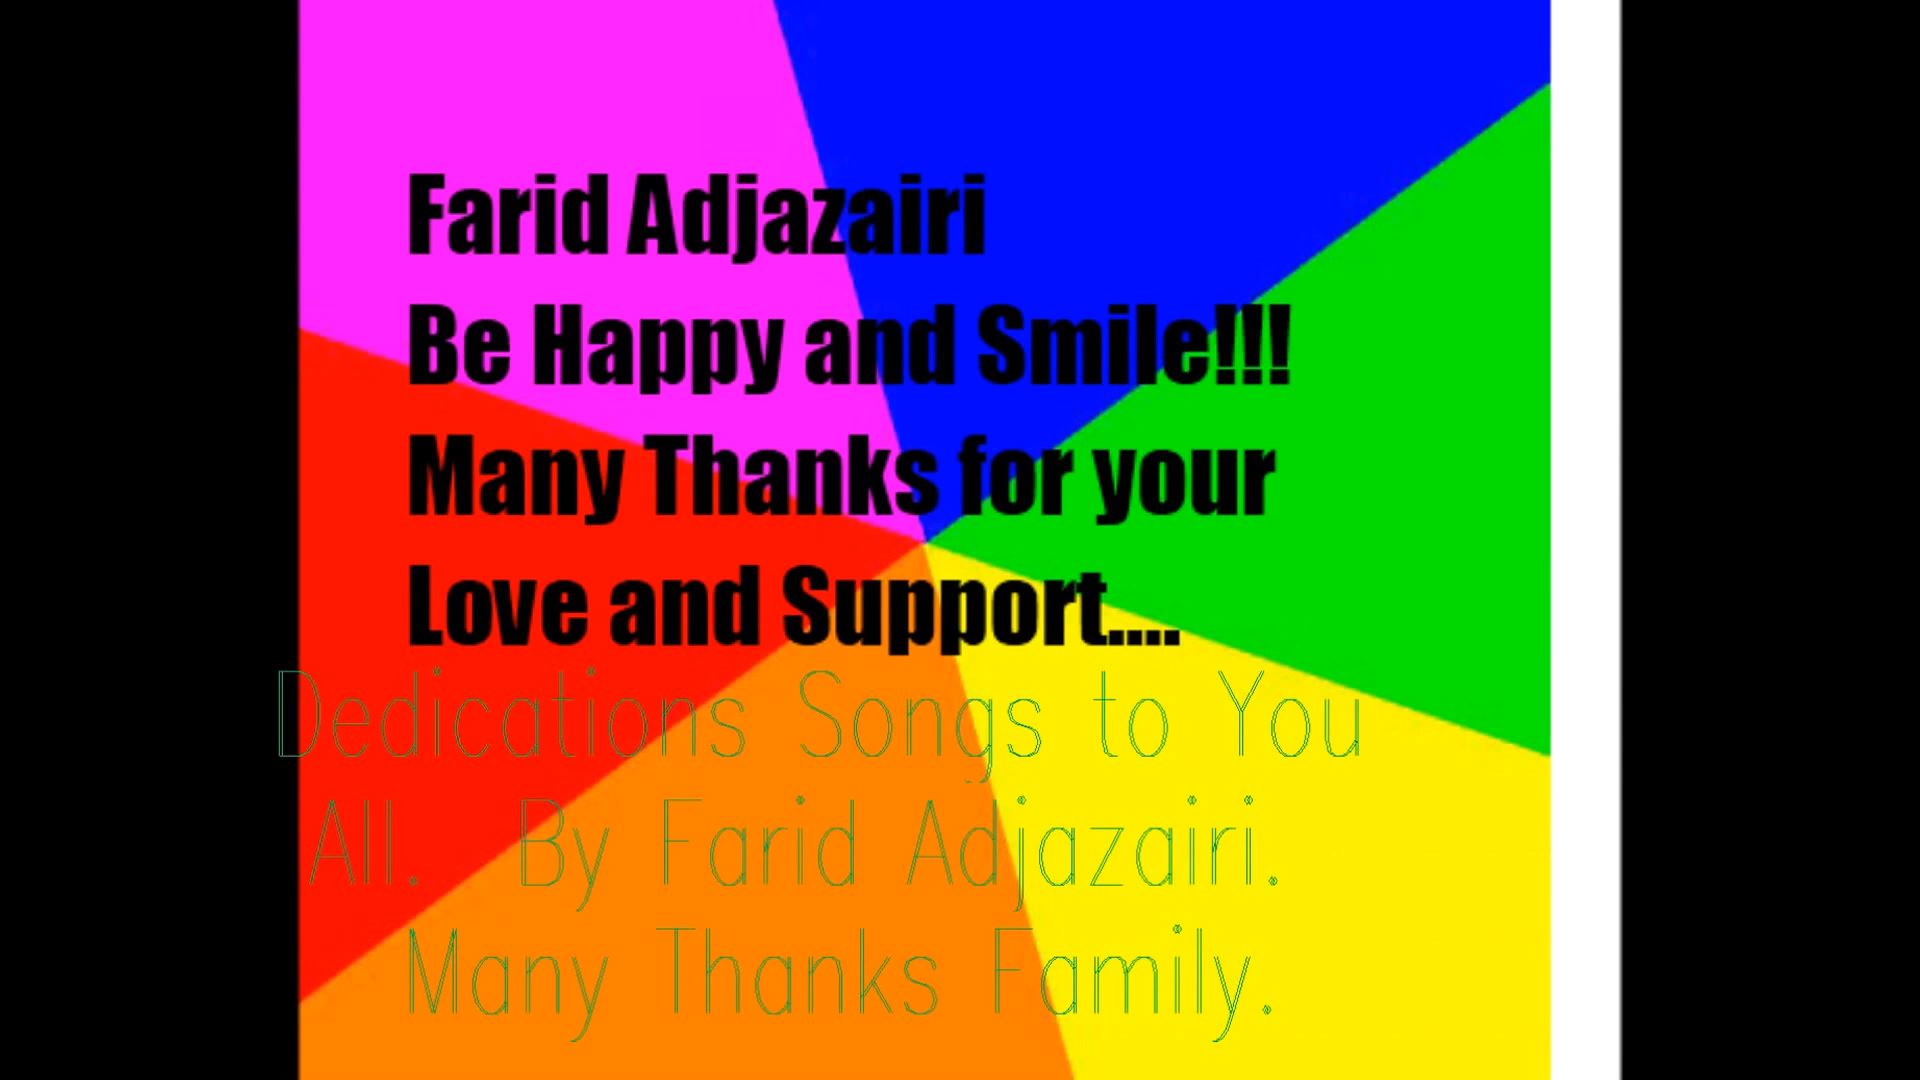 Farid Adjazairi
Be Happy and Smile!!!
Many Thanks for your
Love and Support....
Dedications Songs to You
All. By Farid Adjazairi.
Many Thanks Family.